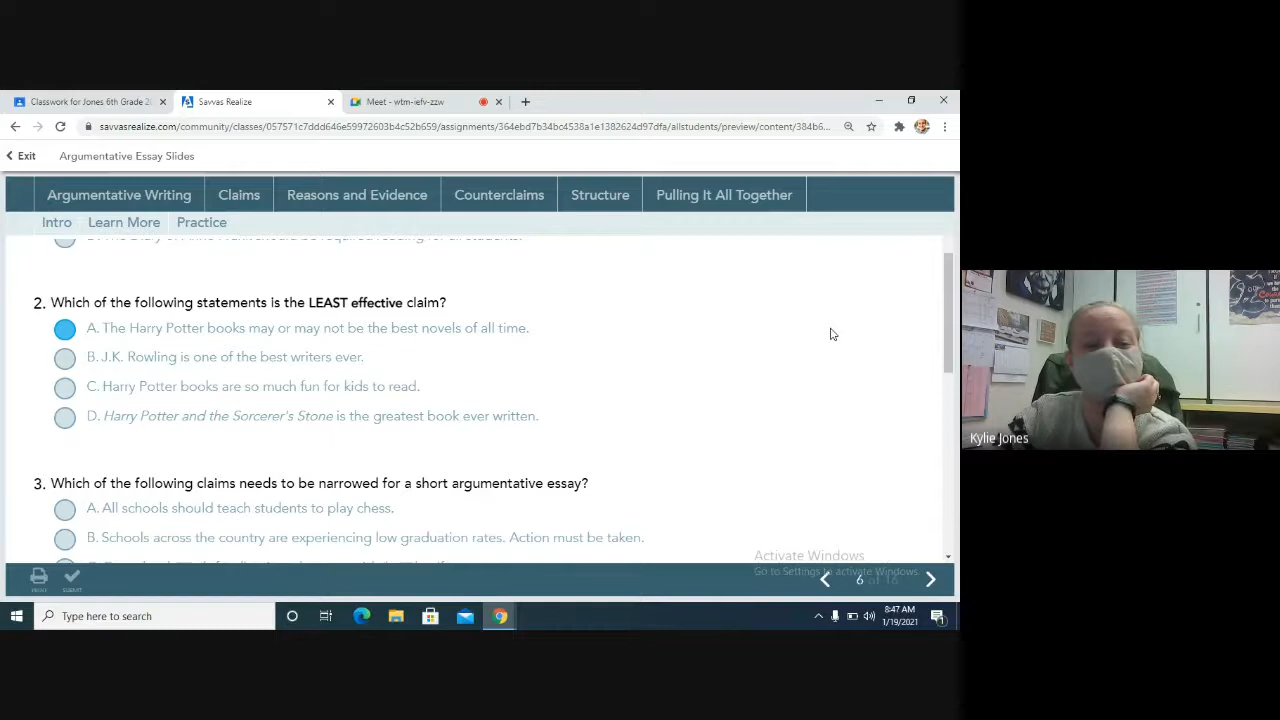 Classwork for Jones 6th Grade 2
Savvas Realize
Meet - wtm-iefv-zzw
savvasrealize.com/community/classes/057571c7ddd646e59972603b4c52b659/assignments/364ebd7b34bc4538a1e1382624d97dfa/allstudents/preview/content/384b6...
Exit
Argumentative Essay Slides
Argumentative Writing
Claims
Reasons and Evidence
Counterclaims
Structure
Pulling It All Together
Intro
Learn More
Practice
2. Which of the following statements is the LEAST effective claim?
A. The Harry Potter books may or may not be the best novels of all time.
B. J.K. Rowling is one of the best writers ever.
C. Harry Potter books are so much fun for kids to read.
D. Harry Potter and the Sorcerer's Stone is the greatest book ever written.
Kylie Jones
3. Which of the following claims needs to be narrowed for a short argumentative essay?
A. All schools should teach students to play chess.
B. Schools across the country are experiencing low graduation rates. Action must be taken.
Activate Windows
Go to Settings to activate Windows.
PRINT
SUBMIT
6 of 16
Type here to search
8:47 AM
1/19/2021